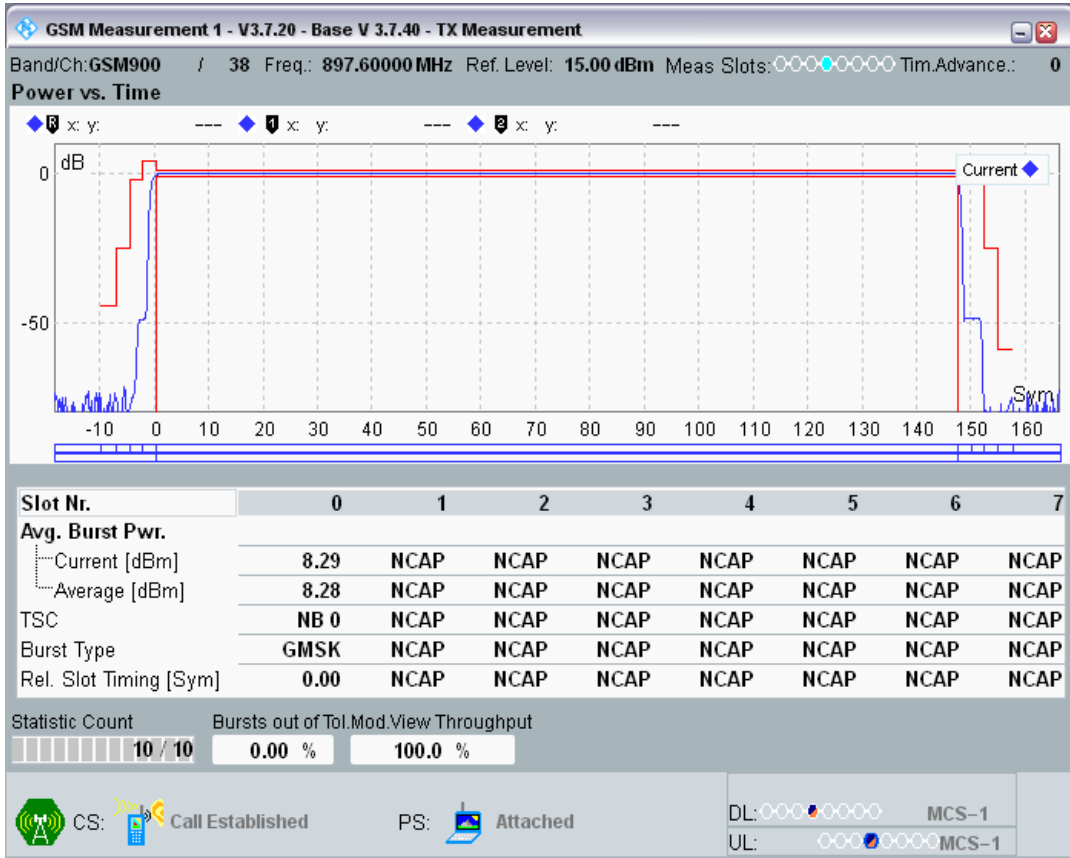 GSM Measurement 1 - V3.7.20 - Base V 3.7.40 - TX Measurement
Band/Ch:GSM900 / 38 Freq.: 897.60000 MHz Ref. Level: 15.00 dBm Meas Slots: Tim.Advance.: 0
Power vs. Time
R x: y: --- 1 x: y: --- 2 x: y: ---
dB
Current
0
-50
Sym
-10 0 10 20 30 40 50 60 70 80 90 100 110 120 130 140 150 160
Slot Nr. 0 1 2 3 4 5 6 7
Avg. Burst Pwr.
Current [dBm] 8.29 NCAP NCAP NCAP NCAP NCAP NCAP NCAP
Average [dBm] 8.28 NCAP NCAP NCAP NCAP NCAP NCAP NCAP
TSC NB 0 NCAP NCAP NCAP NCAP NCAP NCAP NCAP
Burst Type GMSK NCAP NCAP NCAP NCAP NCAP NCAP NCAP
Rel. Slot Timing [Sym] 0.00 NCAP NCAP NCAP NCAP NCAP NCAP NCAP
Statistic Count Bursts out of Tol. Mod.View Throughput
10 / 10 0.00 % 100.0 %
CS: Call Established PS: Attached
DL: MCS-1
UL: MCS-1